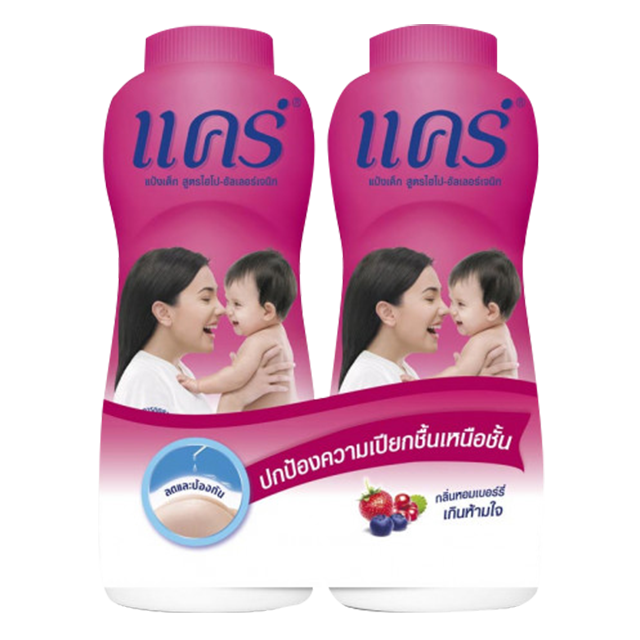 แคร์®
แป้งเด็ก สูตรไฮโป-อัลเลอร์เจนิก
แคร์®
แป้งเด็ก สูตรไฮโป-อัลเลอร์เจนิก
ปกป้องความเปียกชื้นเหนือชั้น
ลดและป้องกัน
กลิ่นหอมเบอร์รี่
เกินห้ามใจ